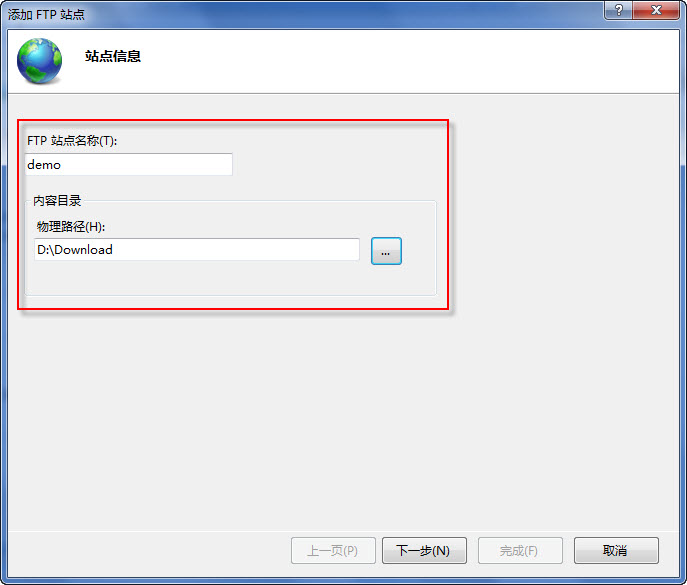 添加 FTP 站点
站点信息
FTP 站点名称(T):
demo
内容目录
物理路径(H):
D:\Download
...
上一页(P)
下一步(N)
完成(F)
取消